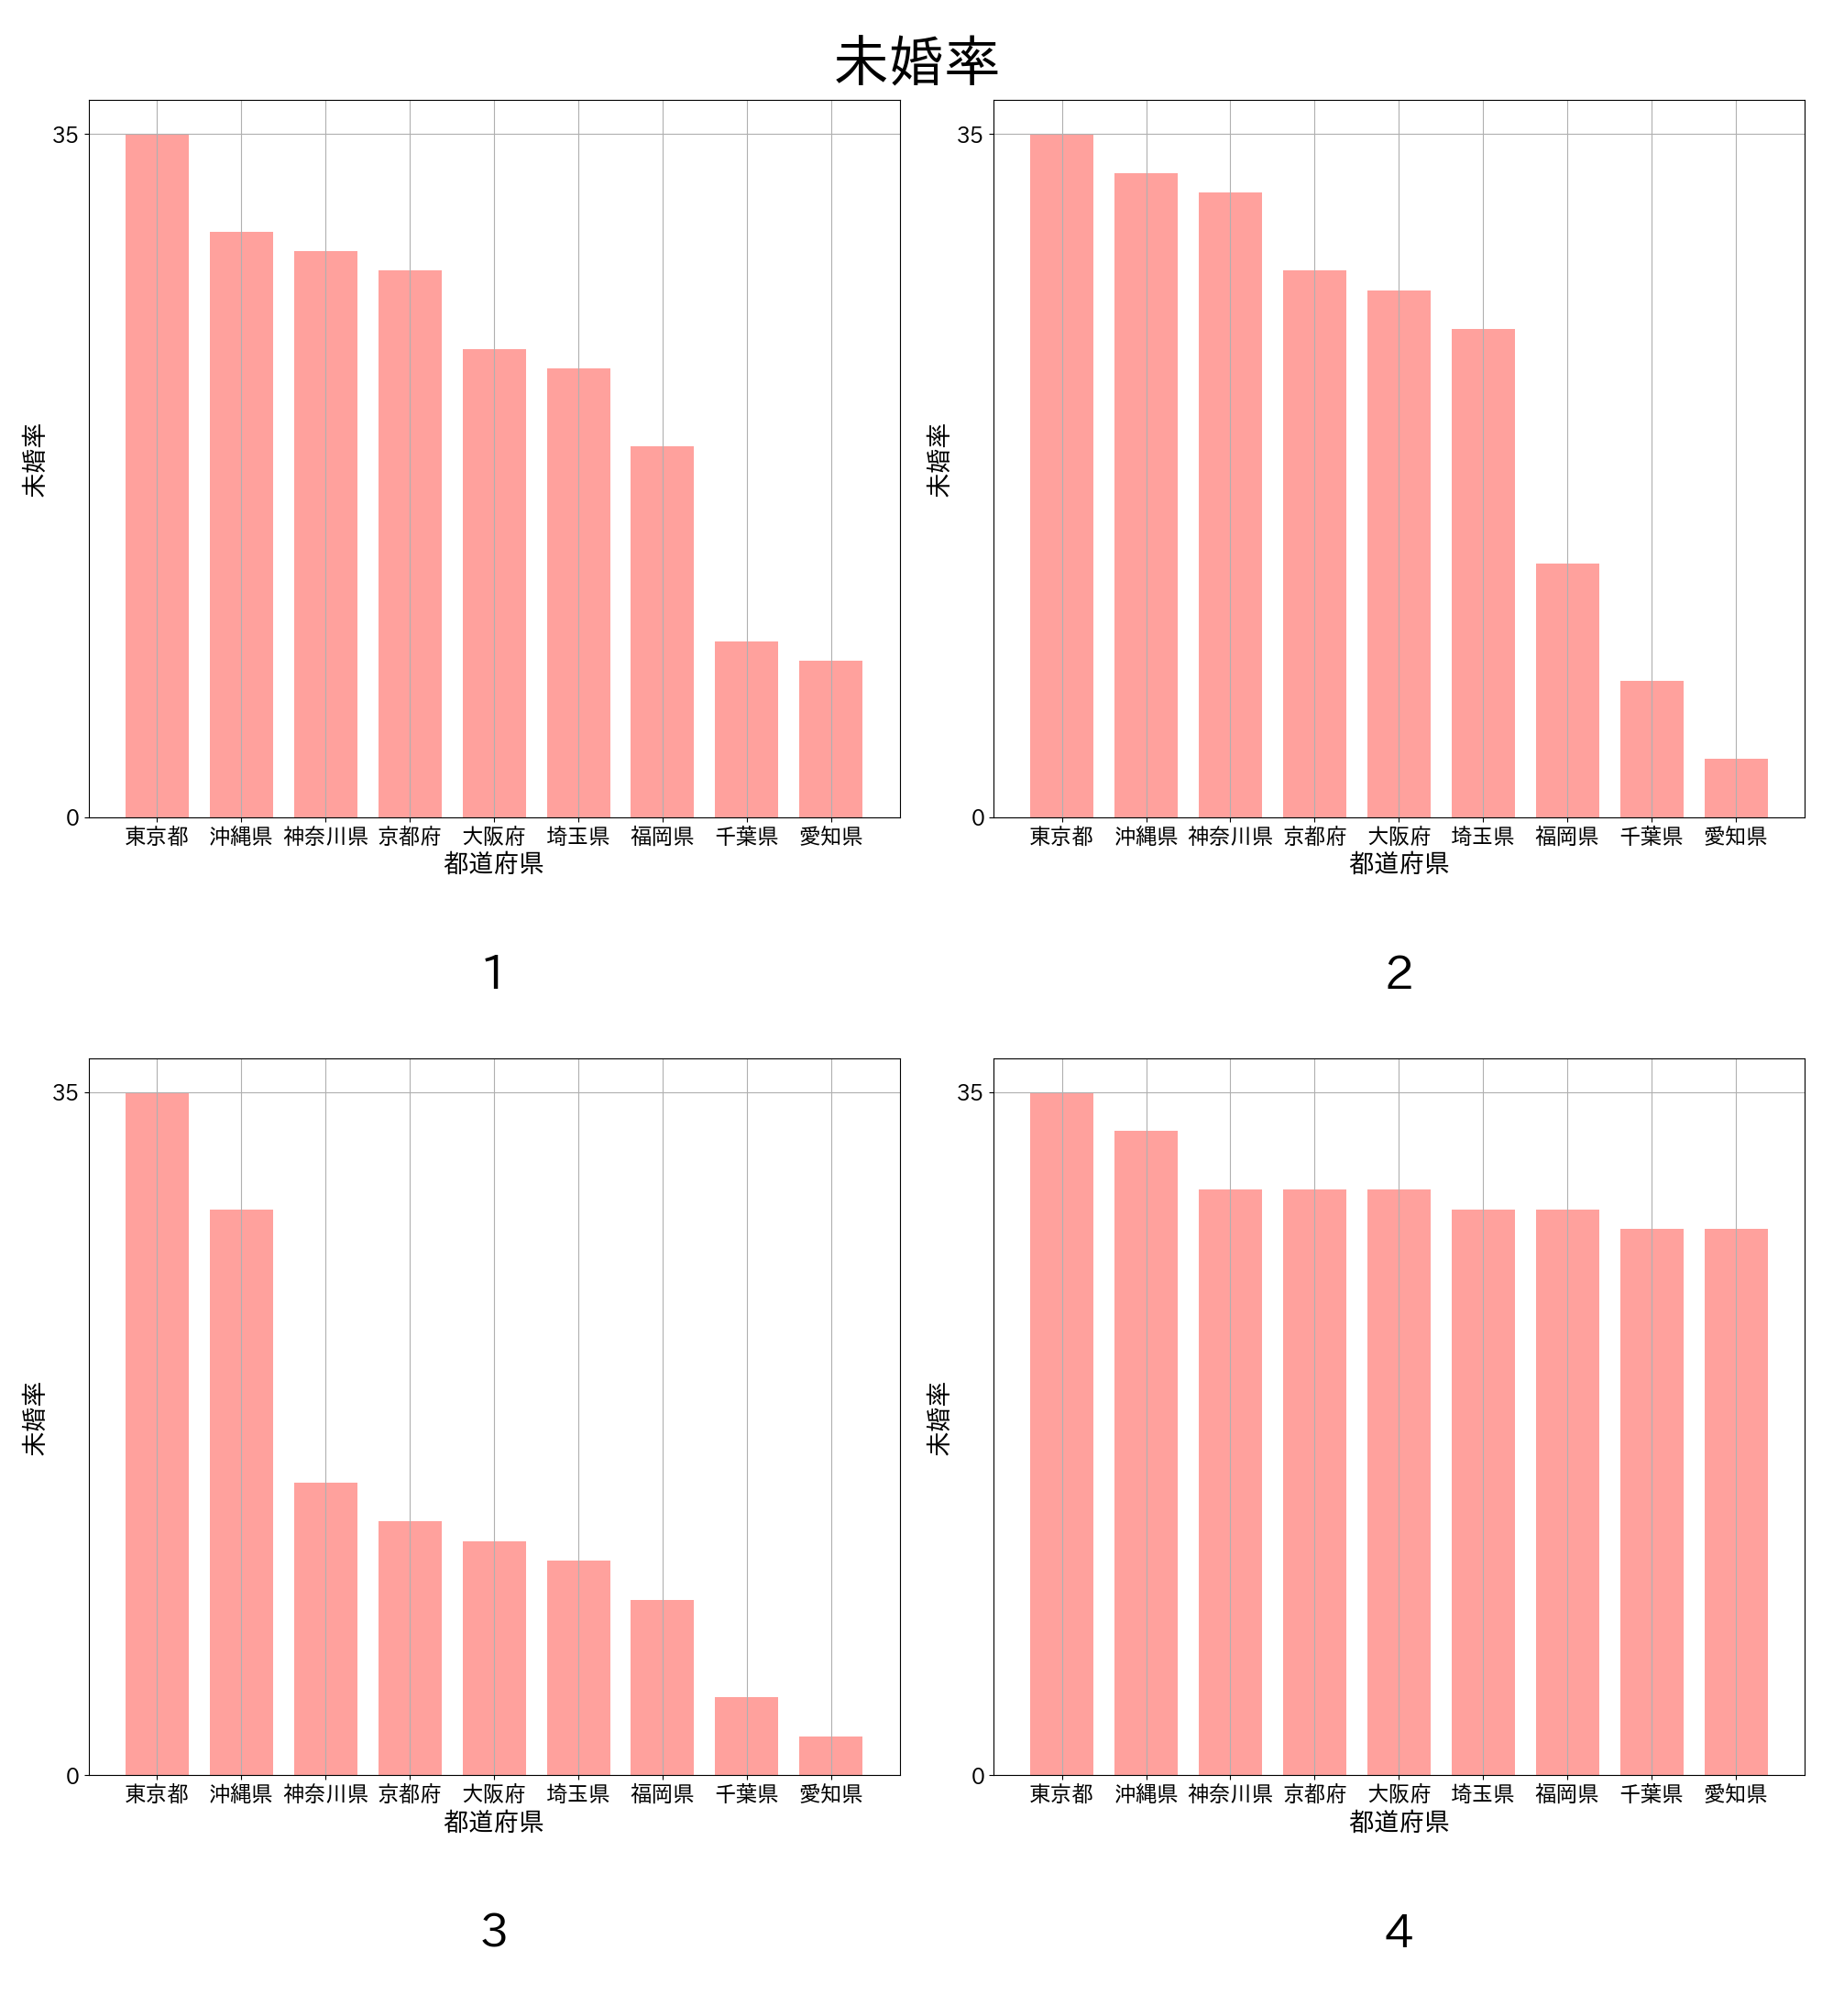 未婚率
35
0
未婚率
東京都 沖縄県 神奈川県 京都府 大阪府 埼玉県 福岡県 千葉県 愛知県
都道府県
1
35
0
未婚率
東京都 沖縄県 神奈川県 京都府 大阪府 埼玉県 福岡県 千葉県 愛知県
都道府県
2
35
0
未婚率
東京都 沖縄県 神奈川県 京都府 大阪府 埼玉県 福岡県 千葉県 愛知県
都道府県
3
35
0
未婚率
東京都 沖縄県 神奈川県 京都府 大阪府 埼玉県 福岡県 千葉県 愛知県
都道府県
4